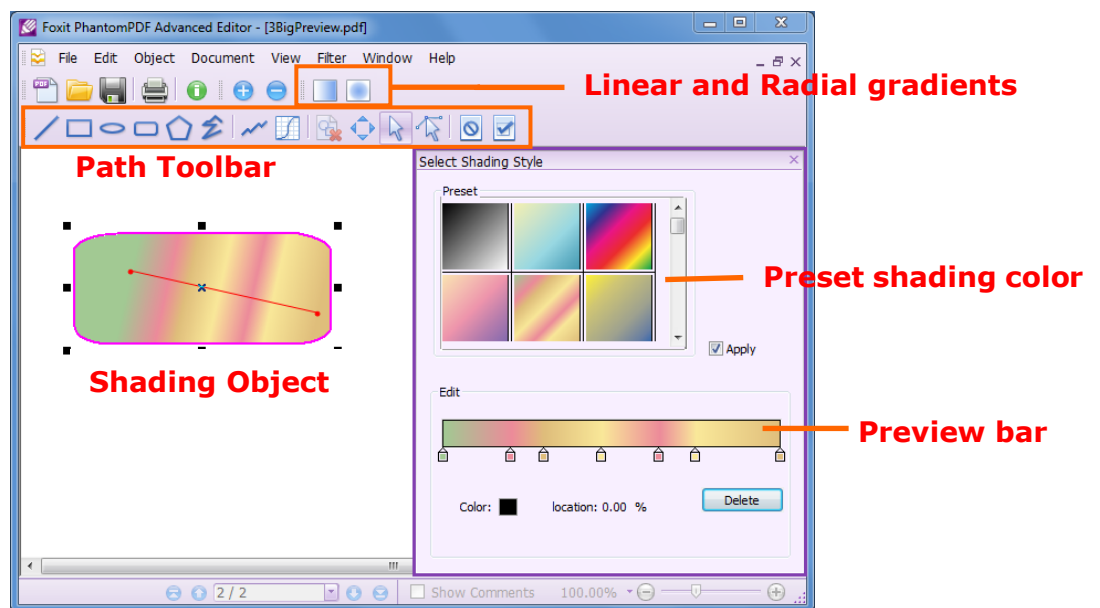 Foxit PhantomPDF Advanced Editor - [3BigPreview.pdf]
File Edit Object Document View Filter Window Help
Linear and Radial gradients
Path Toolbar
Select Shading Style
Preset
Preset shading color
Apply
Shading Object
Edit
Preview bar
Color: location: 0.00 % Delete
2 / 2 Show Comments 100.00%